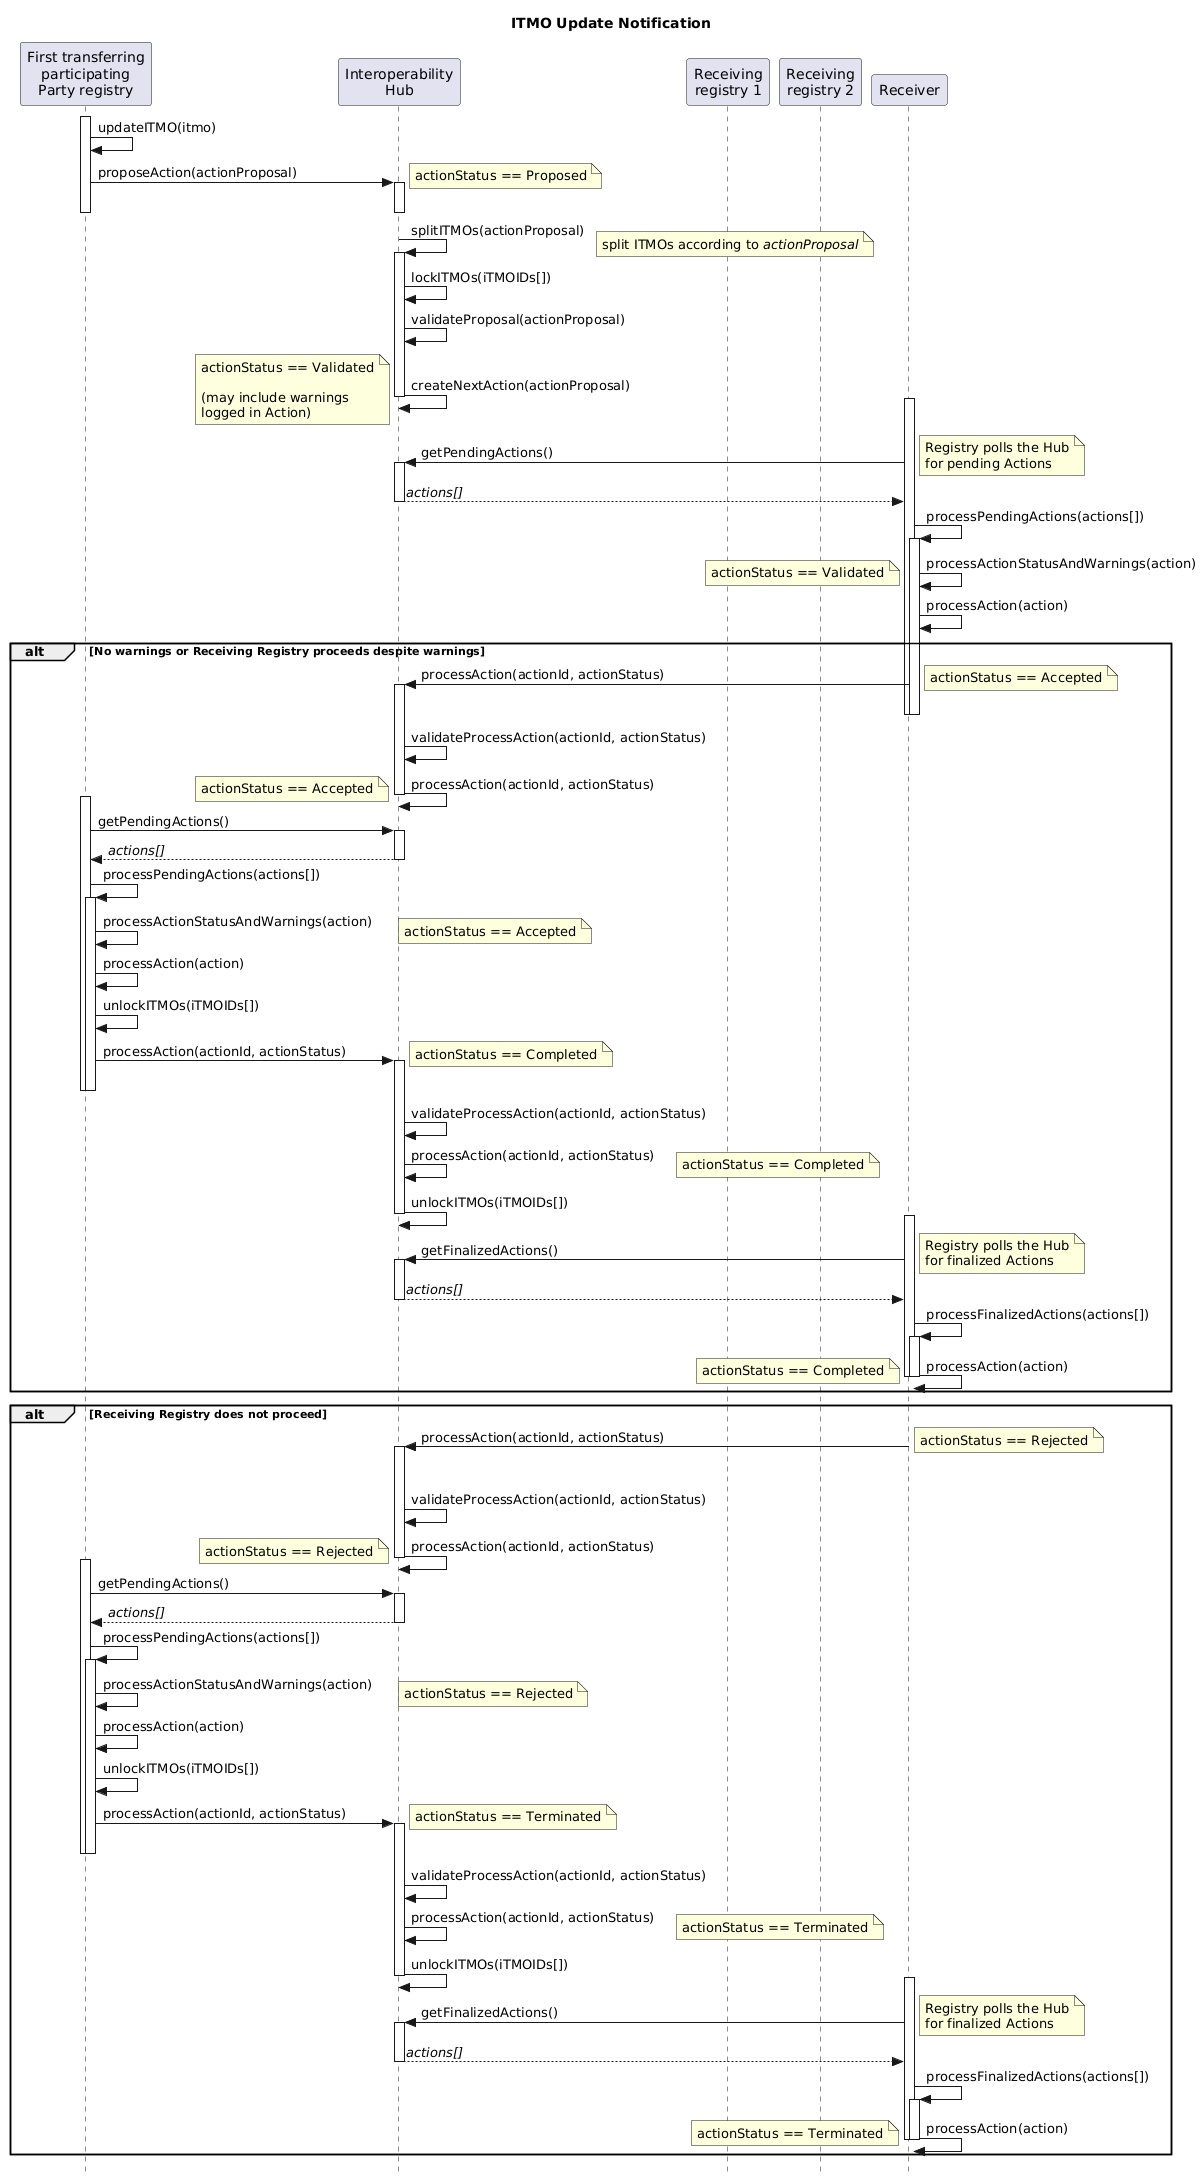 ITMO Update Notification
First transferring
participating
Party registry
Interoperability
Hub
Receiving
registry 1
Receiving
registry 2
Receiver
updateITMO(itmo)
proposeAction(actionProposal)
actionStatus == Proposed
splitITMOs(actionProposal)
split ITMOs according to actionProposal
lockITMOs(iTMOIDs[])
validateProposal(actionProposal)
actionStatus == Validated
(may include warnings
logged in Action)
createNextAction(actionProposal)
getPendingActions()
Registry polls the Hub
for pending Actions
actions[]
processPendingActions(actions[])
actionStatus == Validated
processActionStatusAndWarnings(action)
processAction(action)
alt
[No warnings or Receiving Registry proceeds despite warnings]
processAction(actionId, actionStatus)
actionStatus == Accepted
validateProcessAction(actionId, actionStatus)
actionStatus == Accepted
processAction(actionId, actionStatus)
getPendingActions()
actions[]
processPendingActions(actions[])
processActionStatusAndWarnings(action)
actionStatus == Accepted
processAction(action)
unlockITMOs(iTMOIDs[])
processAction(actionId, actionStatus)
actionStatus == Completed
validateProcessAction(actionId, actionStatus)
processAction(actionId, actionStatus)
actionStatus == Completed
unlockITMOs(iTMOIDs[])
getFinalizedActions()
Registry polls the Hub
for finalized Actions
actions[]
processFinalizedActions(actions[])
actionStatus == Completed
processAction(action)
alt
[Receiving Registry does not proceed]
processAction(actionId, actionStatus)
actionStatus == Rejected
validateProcessAction(actionId, actionStatus)
actionStatus == Rejected
processAction(actionId, actionStatus)
getPendingActions()
actions[]
processPendingActions(actions[])
processActionStatusAndWarnings(action)
actionStatus == Rejected
processAction(action)
unlockITMOs(iTMOIDs[])
processAction(actionId, actionStatus)
actionStatus == Terminated
validateProcessAction(actionId, actionStatus)
processAction(actionId, actionStatus)
actionStatus == Terminated
unlockITMOs(iTMOIDs[])
getFinalizedActions()
Registry polls the Hub
for finalized Actions
actions[]
processFinalizedActions(actions[])
actionStatus == Terminated
processAction(action)